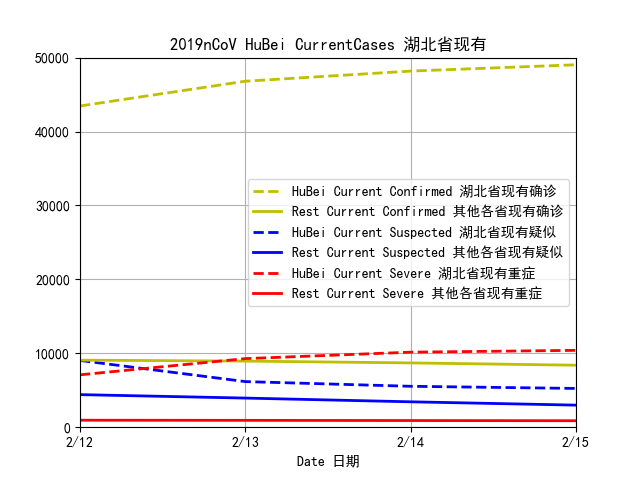 2019nCoV HuBei CurrentCases 湖北省现有
50000
40000
30000
20000
10000
0
HuBei Current Confirmed 湖北省现有确诊
Rest Current Confirmed 其他各省现有确诊
HuBei Current Suspected 湖北省现有疑似
Rest Current Suspected 其他各省现有疑似
HuBei Current Severe 湖北省现有重症
Rest Current Severe 其他各省现有重症
2/12 2/13 2/14 2/15
Date 日期